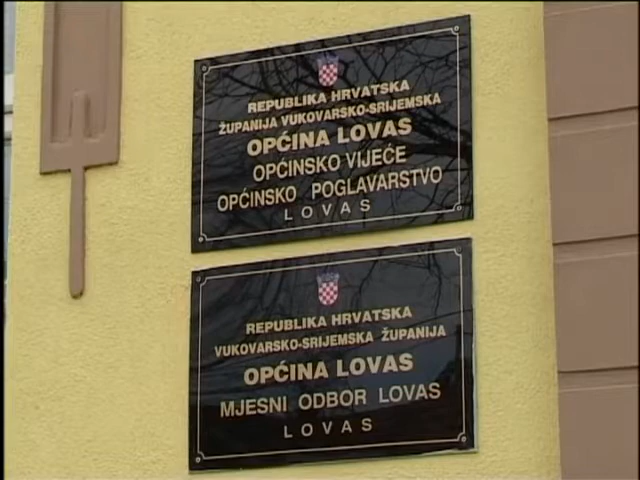 REPUBLIKA HRVATSKA
ŽUPANIJA VUKOVARSKO-SRIJEMSKA
OPĆINA LOVAS
OPĆINSKO VIJEĆE
OPĆINSKO POGLAVARSTVO
LOVAS
REPUBLIKA HRVATSKA
VUKOVARSKO-SRIJEMSKA ŽUPANIJA
OPĆINA LOVAS
MJESNI ODBOR LOVAS
LOVAS